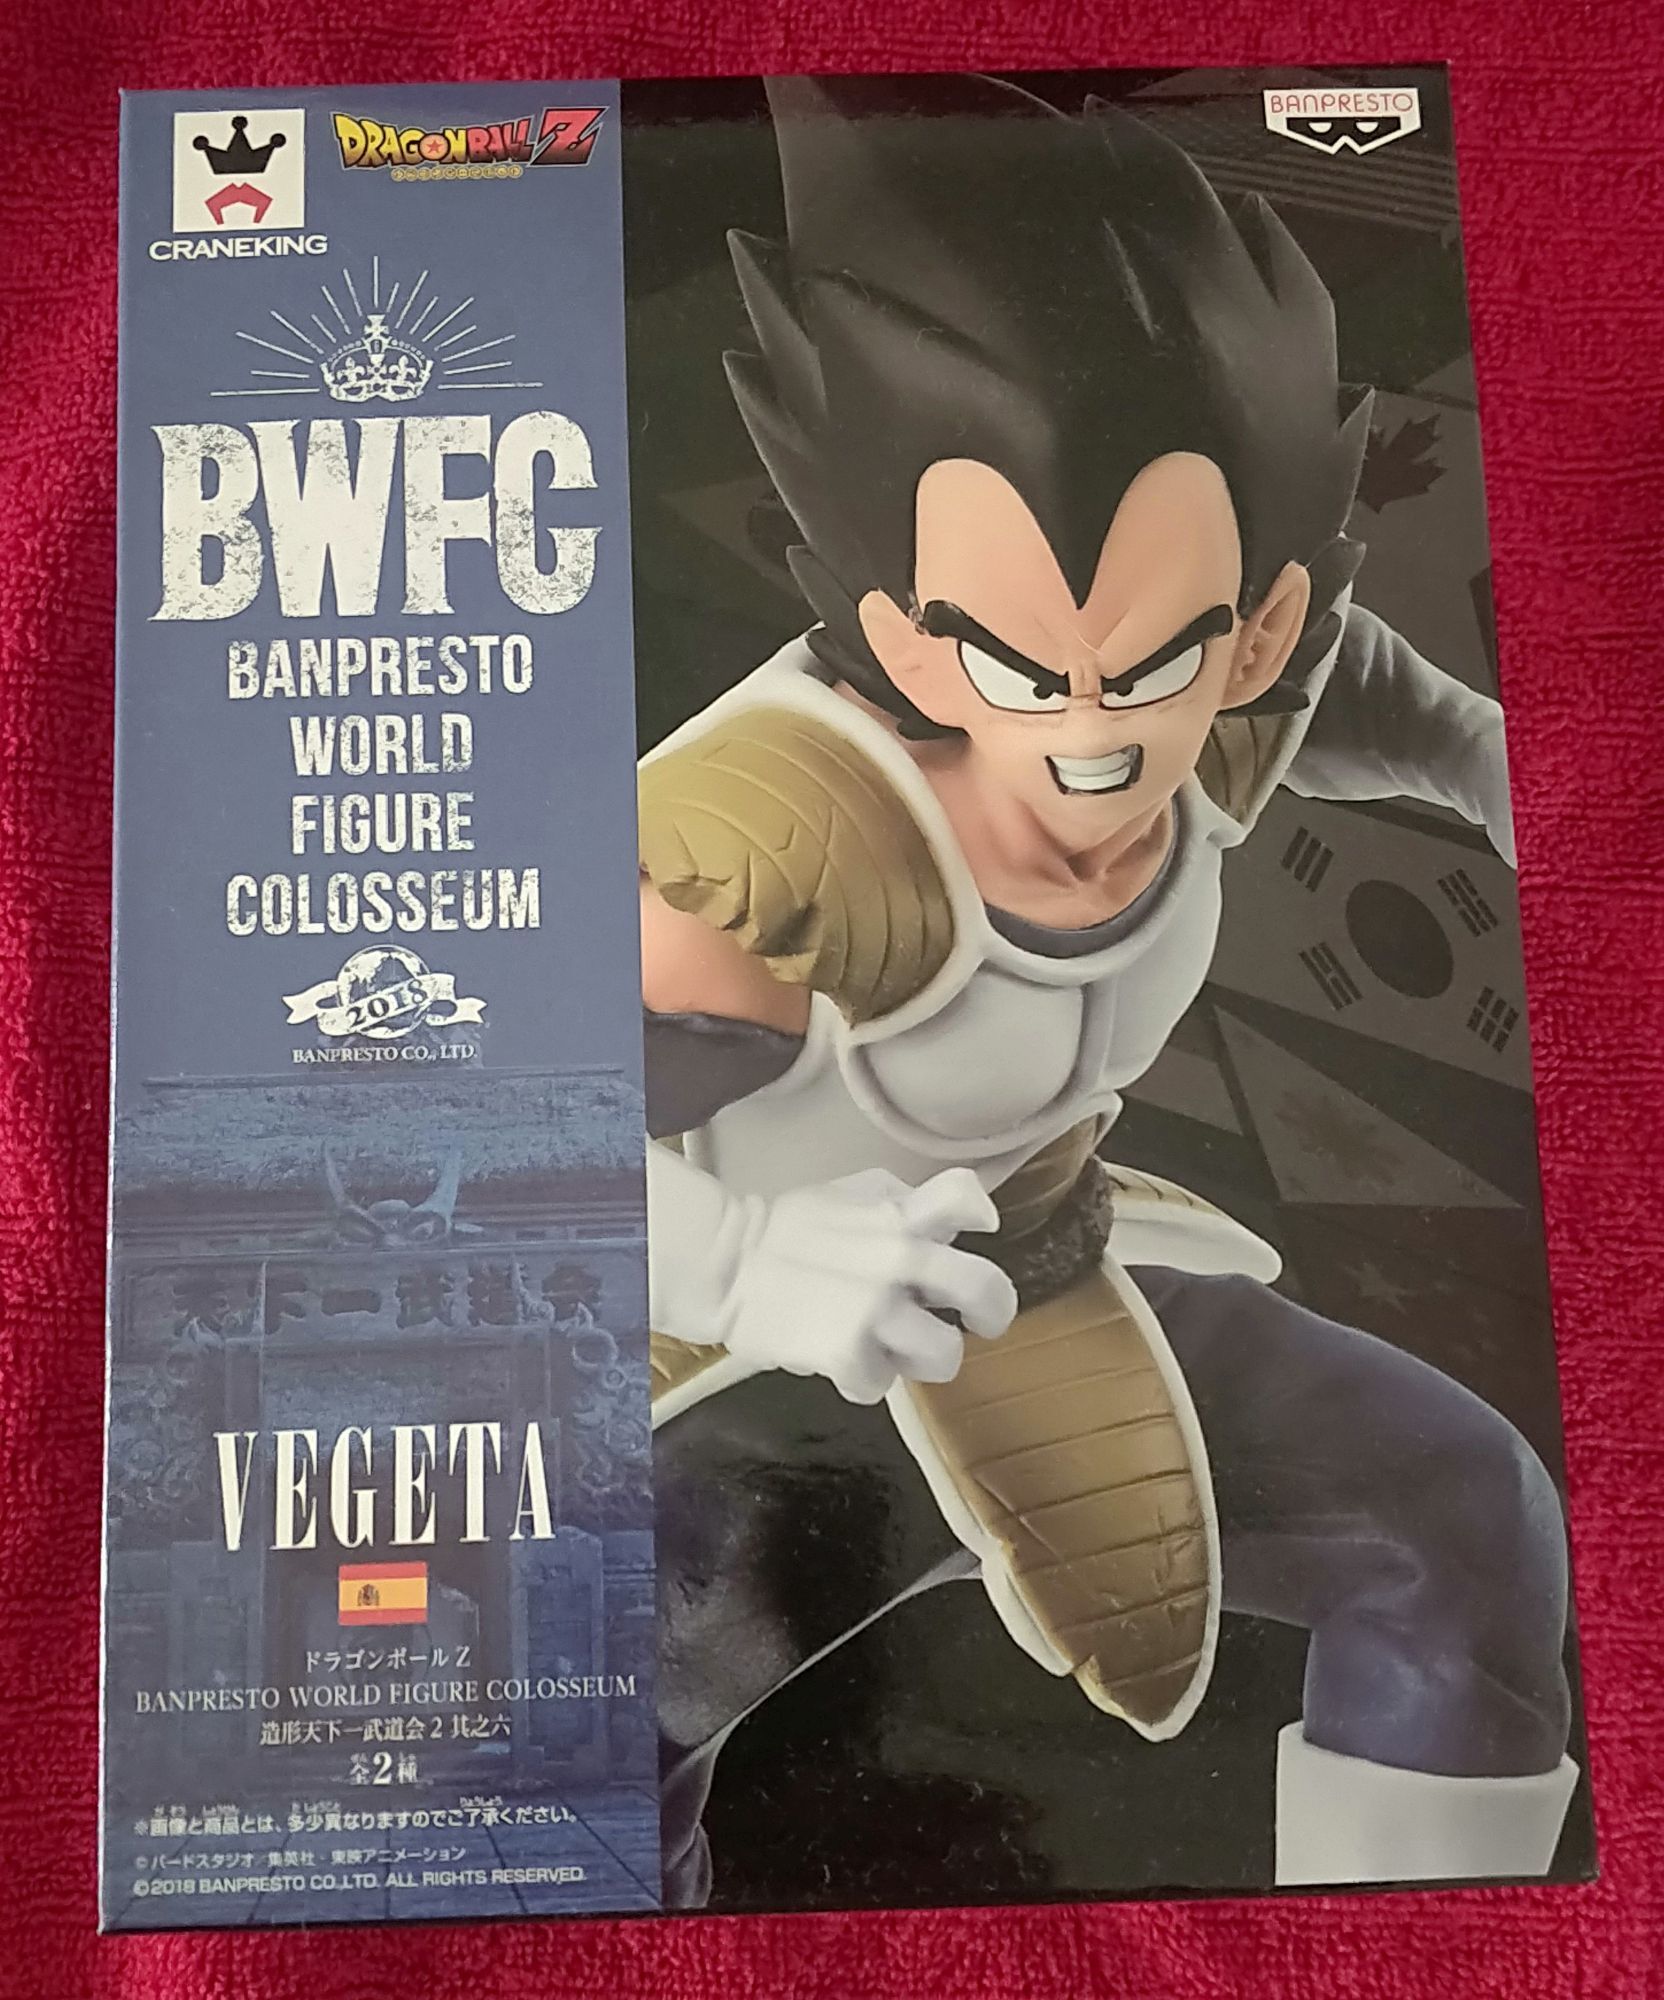 CRANEKING
DRAGONBALL Z
BANPRESTO
BWFC
BANPRESTO
WORLD
FIGURE
COLOSSEUM
2018
BANPRESTO CO., LTD.
天下一武道会
VEGETA
ドラゴンボールZ
BANPRESTO WORLD FIGURE COLOSSEUM
造形天下一武道会2 其之六
全2種
※画像と商品とは、多少異なりますのでご了承ください。
©バードスタジオ/集英社・東映アニメーション
©2018 BANPRESTO CO.,LTD. ALL RIGHTS RESERVED.